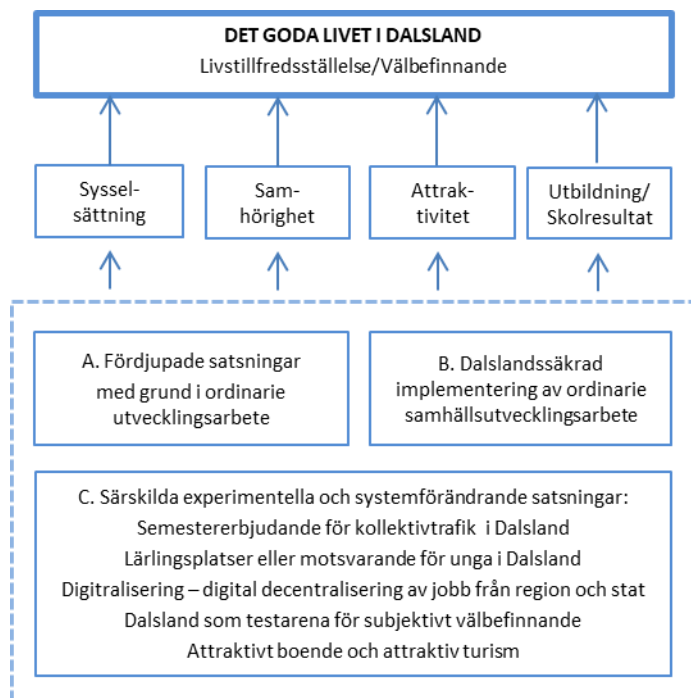 DET GODA LIVET I DALSLAND
Livstillfredsställelse/Välbefinnande
Syssel-
sättning
Sam-
hörighet
Attrak-
tivitet
Utbildning/
Skolresultat
A. Fördjupade satsningar
med grund i ordinarie
utvecklingsarbete
B. Dalslandssäkrad
implementering av ordinarie
samhällsutvecklingsarbete
C. Särskilda experimentella och systemförändrande satsningar:
Semestererbjudande för kollektivtrafik i Dalsland
Lärlingsplatser eller motsvarande för unga i Dalsland
Digitralisering – digital decentralisering av jobb från region och stat
Dalsland som testarena för subjektivt välbefinnande
Attraktivt boende och attraktiv turism